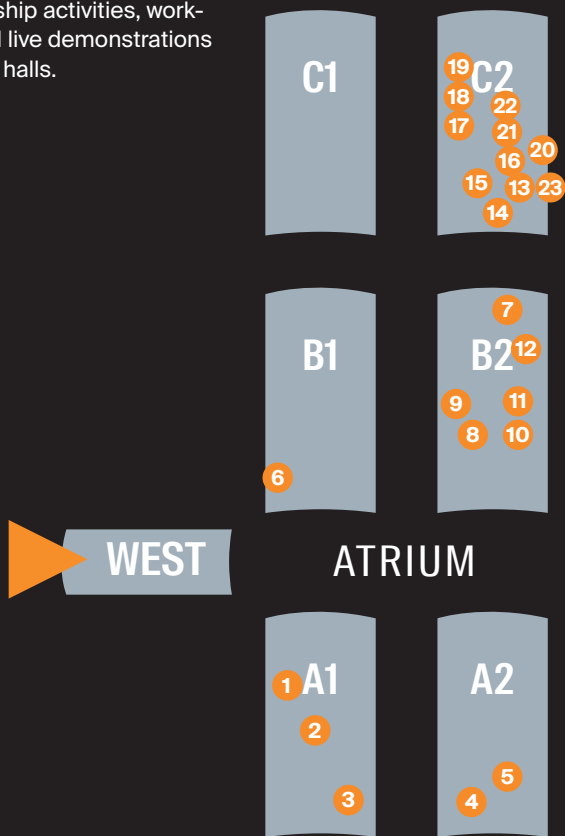 ship activities, work-
d live demonstrations
halls.
C1
19
C2
18
22
17
21
20
16
15
13
23
14
B1
7
B2
12
9
11
8
10
6
WEST
ATRIUM
1
A1
A2
2
5
3
4